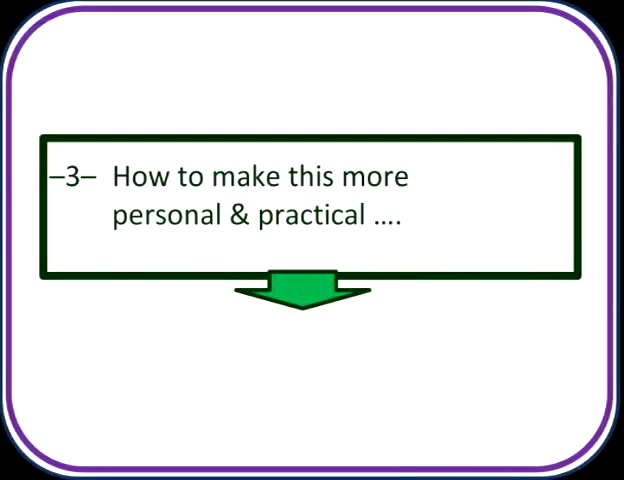 –3– How to make this more
personal & practical ....